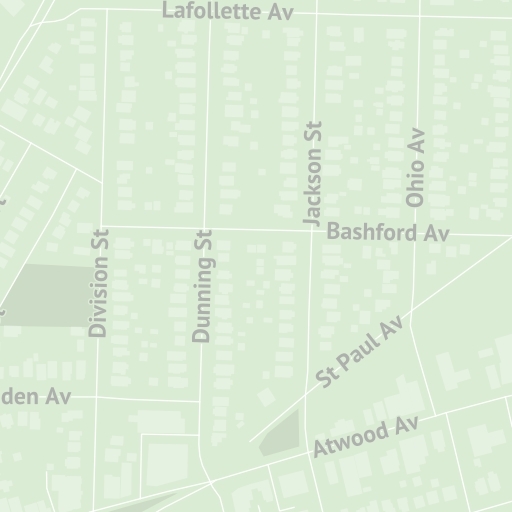 Lafollette Av
Jackson St
Ohio Av
Bashford Av
Division St
Dunning St
St Paul Av
den Av
Atwood Av